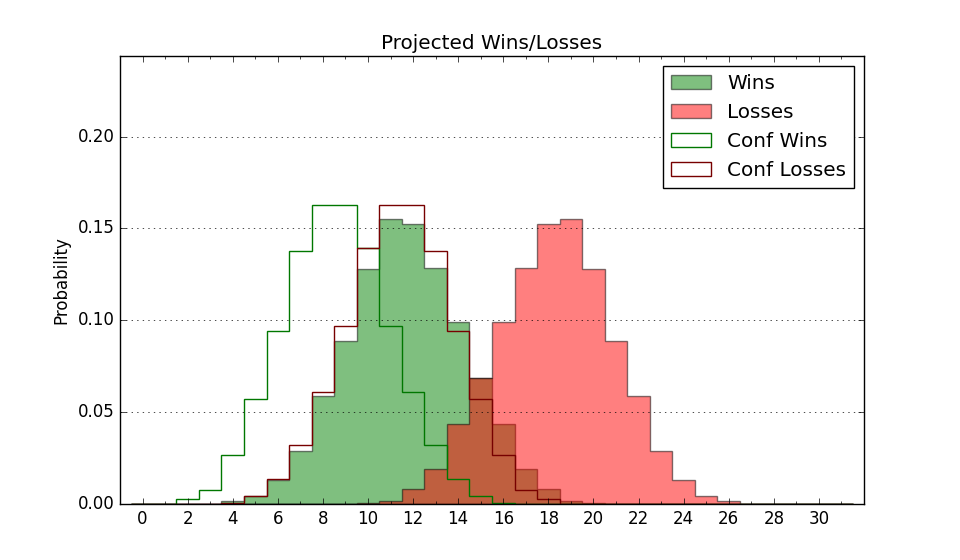 Projected Wins/Losses
Wins
Losses
Conf Wins
Conf Losses
Probability
0.20
0.15
0.10
0.05
0.00
0 2 4 6 8 10 12 14 16 18 20 22 24 26 28 30